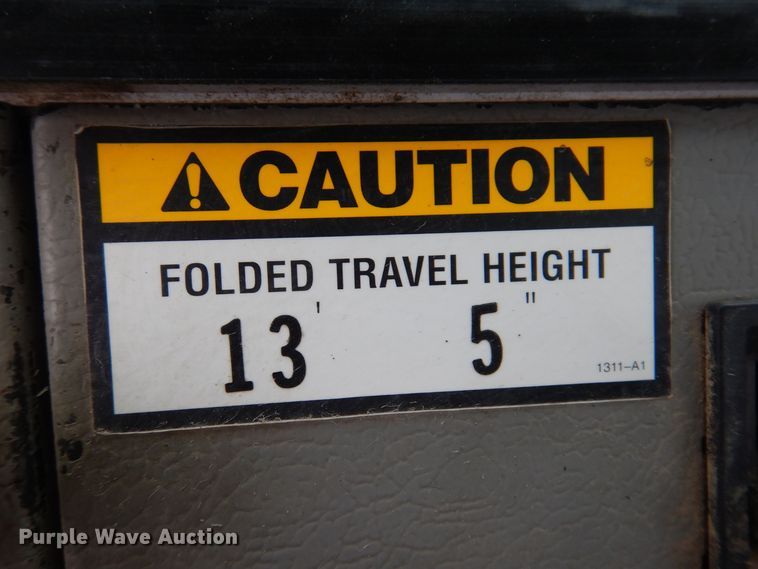 CAUTION
FOLDED TRAVEL HEIGHT
13' 5"
1311-A1
Purple Wave Auction